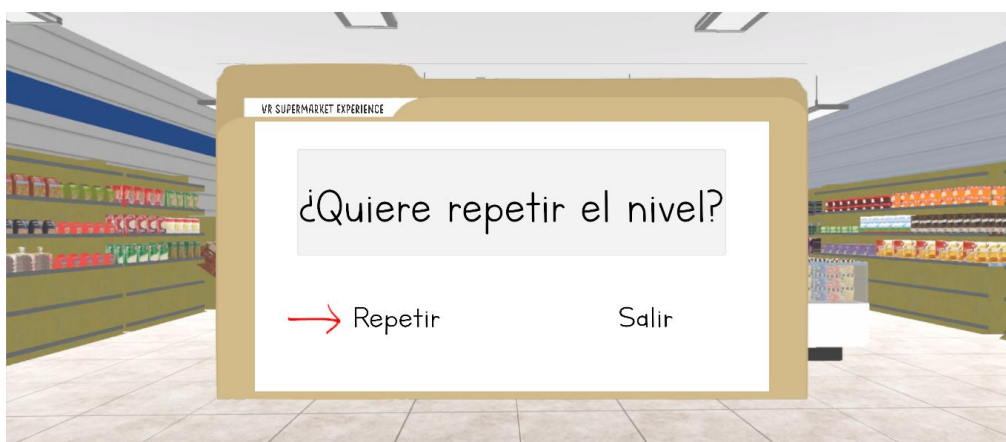 VR SUPERMARKET EXPERIENCE
¿Quiere repetir el nivel?
Repetir
Salir